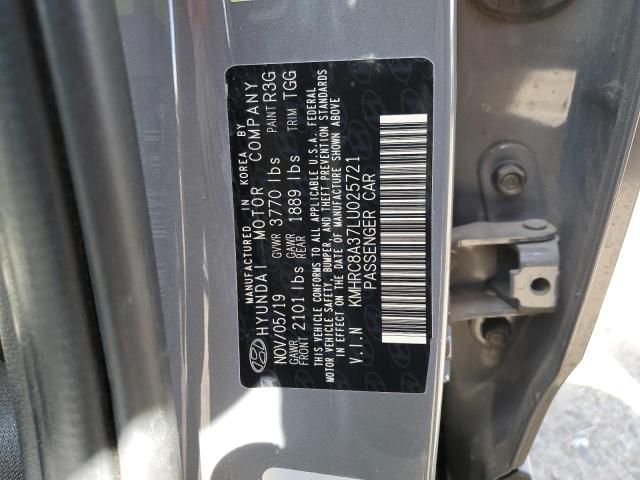 MANUFACTURED IN KOREA BY
HYUNDAI MOTOR COMPANY
NOV/05/19 GVWR 3770 lbs PAINT R3G
GAWR FRONT 2101 lbs GAWR REAR 1889 lbs TRIM TGG
THIS VEHICLE CONFORMS TO ALL APPLICABLE U.S.A. FEDERAL
MOTOR VEHICLE SAFETY, BUMPER, AND THEFT PREVENTION STANDARDS
IN EFFECT ON THE DATE OF MANUFACTURE SHOWN ABOVE.
V.I.N KMHRC8A37LU025721
PASSENGER CAR